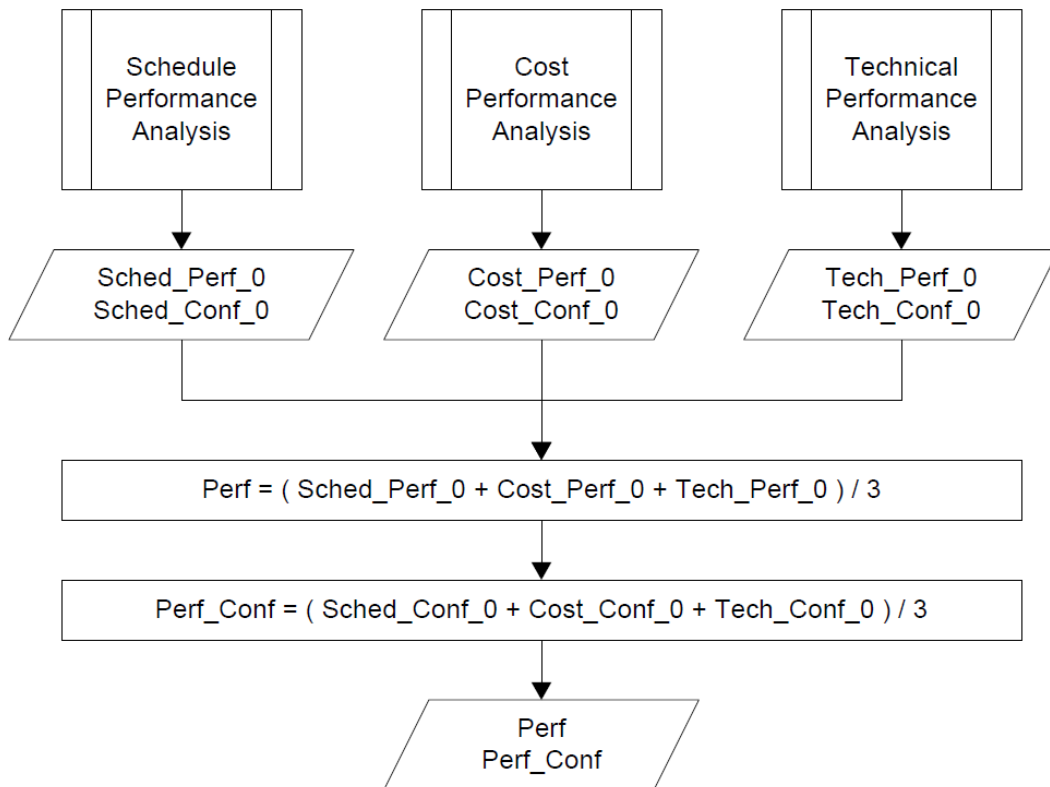 Schedule
Performance
Analysis
Cost
Performance
Analysis
Technical
Performance
Analysis
Sched_Perf_0
Sched_Conf_0
Cost_Perf_0
Cost_Conf_0
Tech_Perf_0
Tech_Conf_0
Perf = ( Sched_Perf_0 + Cost_Perf_0 + Tech_Perf_0 ) / 3
Perf_Conf = ( Sched_Conf_0 + Cost_Conf_0 + Tech_Conf_0 ) / 3
Perf
Perf_Conf